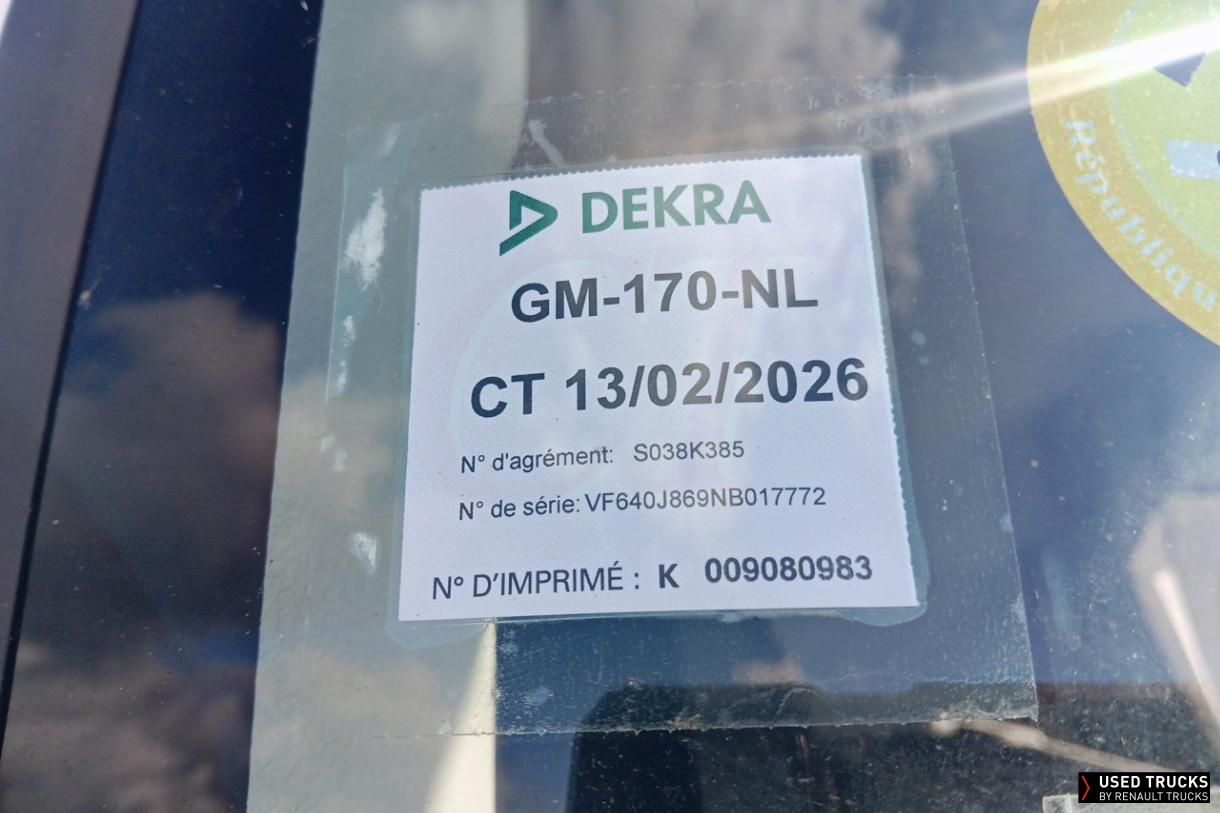 DEKRA
GM-170-NL
CT 13/02/2026
N° d'agrément: S038K385
N° de série: VF640J869NB017772
N° D'IMPRIMÉ : K 009080983
Républiqu
USED TRUCKS
BY RENAULT TRUCKS